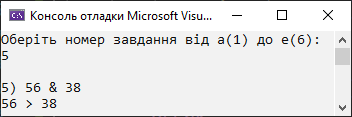 Консоль отладки Microsoft Visu...
Оберіть номер завдання від а(1) до е(6):
5
5) 56 & 38
56 > 38